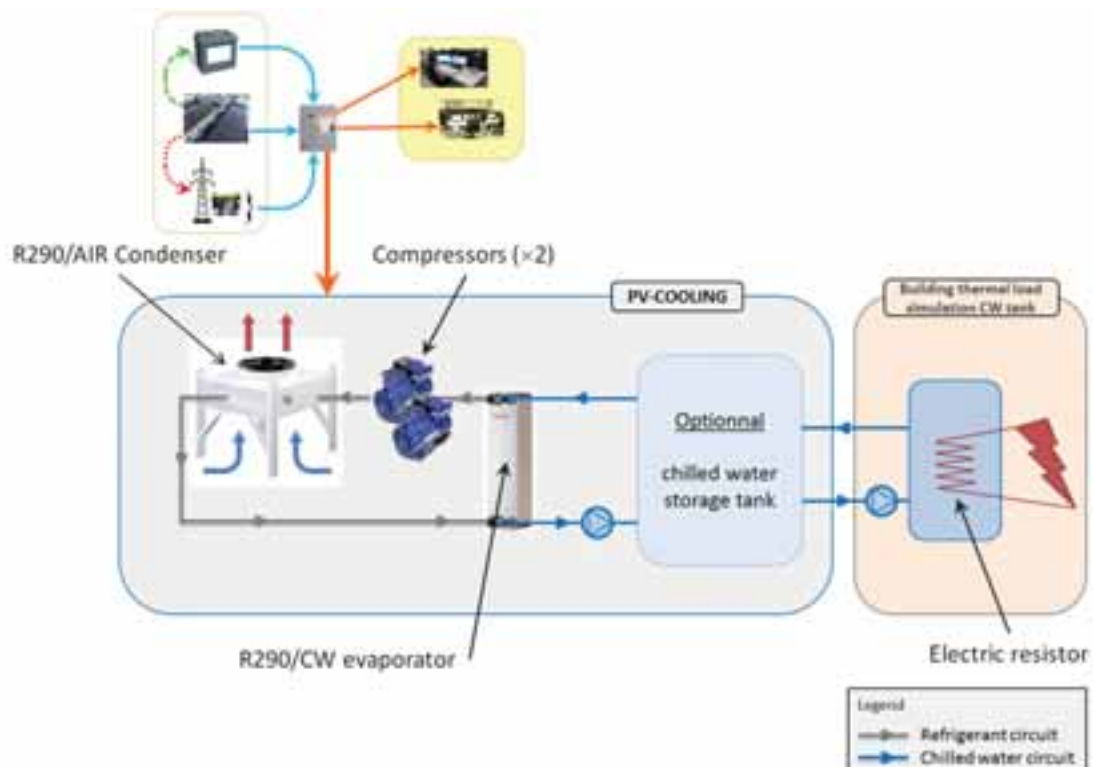 R290/AIR Condenser
Compressors (×2)
PV-COOLING
Building thermal load
simulation CW tank
Optionnal
chilled water
storage tank
R290/CW evaporator
Electric resistor
Legend
Refrigerant circuit
Chilled water circuit